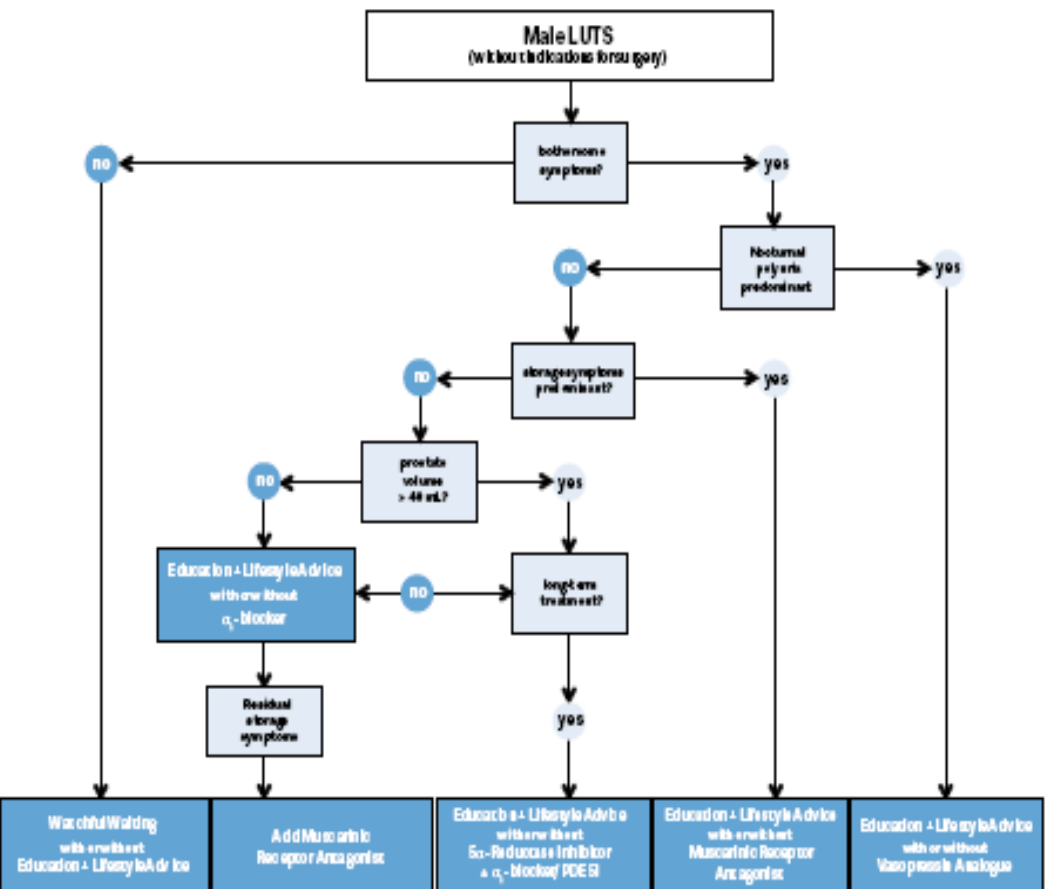 Male LUTS
(without indications for surgery)
bothersome
symptoms?
no
yes
Nocturnal
polyuria
predominant
no
yes
storage symptoms
predominant?
no
yes
prostate
volume
> 40 mL?
no
yes
Education + Lifestyle Advice
with or without
α₁-blocker
no
long-term
treatment?
Residual
storage
symptoms
yes
Watchful Waiting
with or without
Education + Lifestyle Advice
Add Muscarinic
Receptor Antagonist
Education + Lifestyle Advice
with or without
5α-Reductase Inhibitor
± α₁-blocker/PDE5I
Education + Lifestyle Advice
with or without
Muscarinic Receptor
Antagonist
Education + Lifestyle Advice
with or without
Vasopressin Analogue